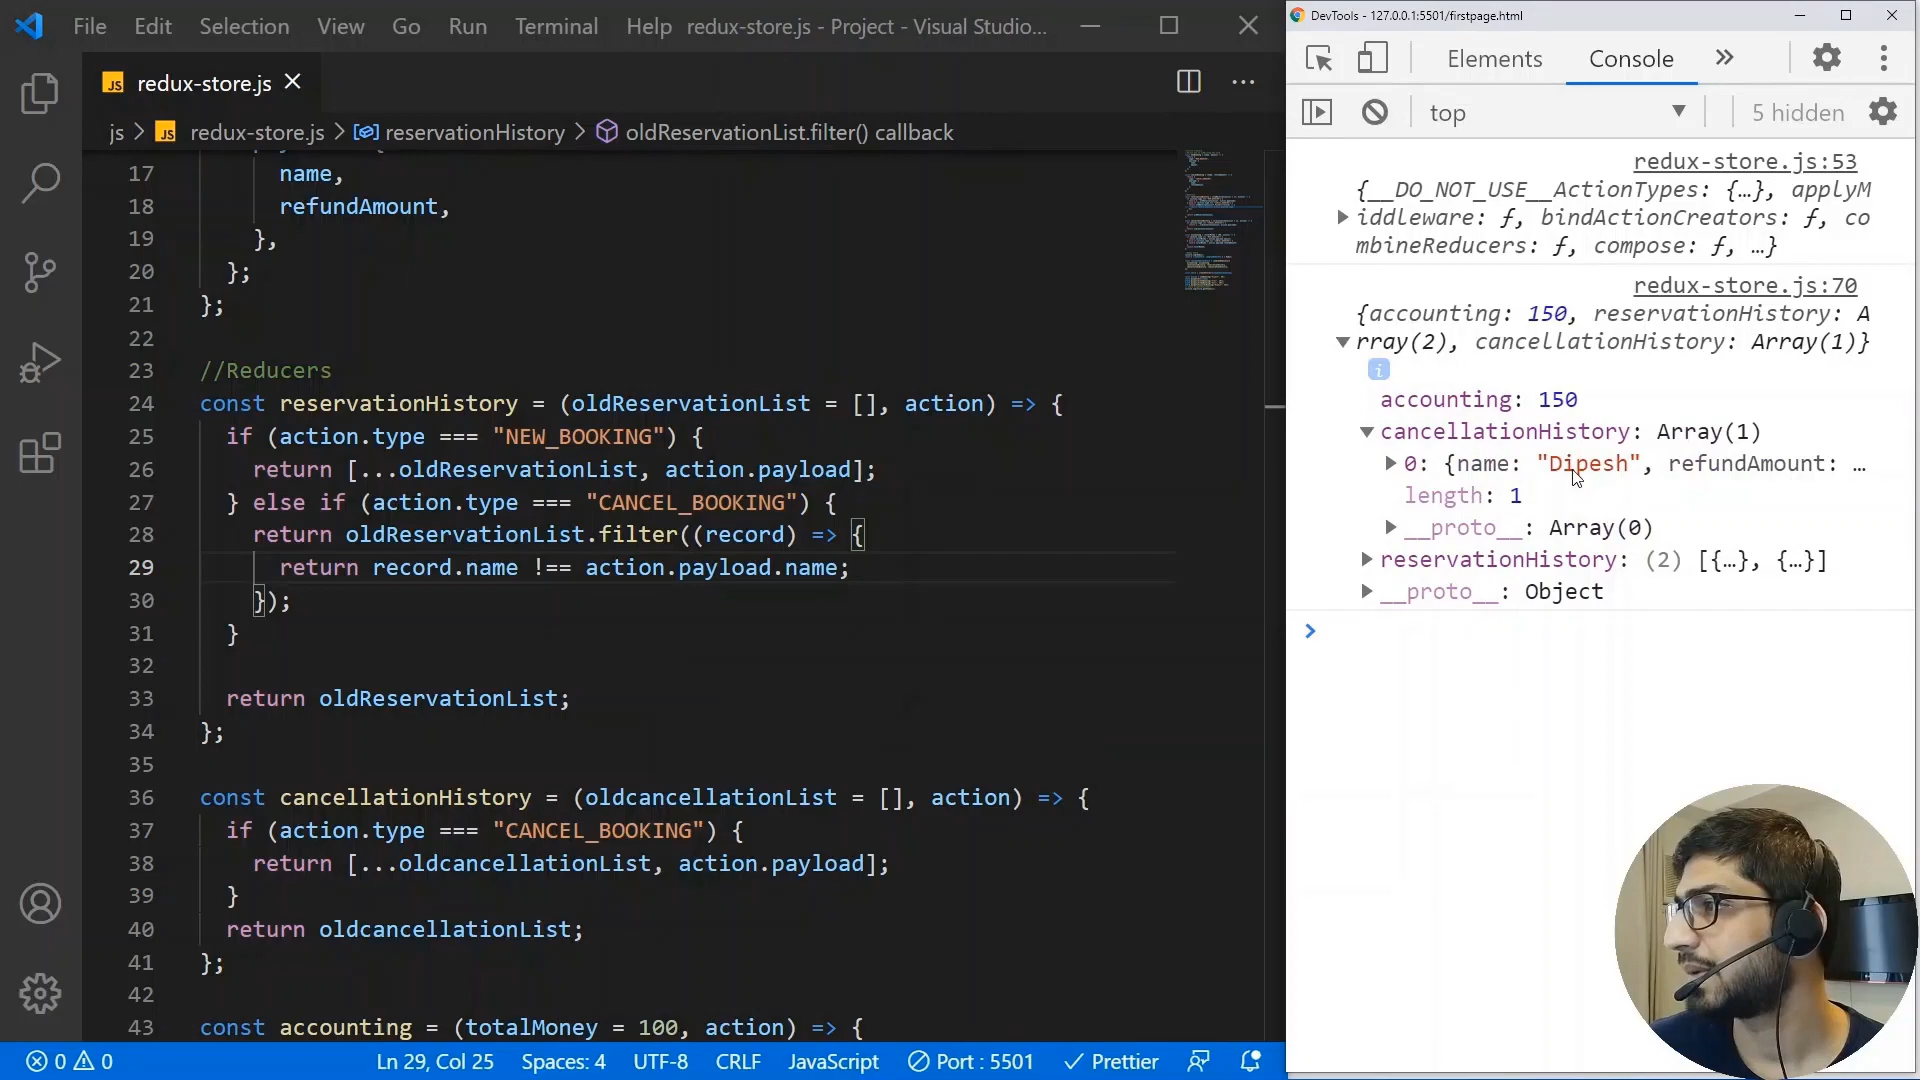 File Edit Selection View Go Run Terminal Help redux-store.js - Project - Visual Studio...
JS redux-store.js
js > JS redux-store.js > reservationHistory > oldReservationList.filter() callback
17 name,
18 refundAmount,
19 },
20 };
21 };
22
23 //Reducers
24 const reservationHistory = (oldReservationList = [], action) => {
25 if (action.type === "NEW_BOOKING") {
26 return [...oldReservationList, action.payload];
27 } else if (action.type === "CANCEL_BOOKING") {
28 return oldReservationList.filter((record) => {
29 return record.name !== action.payload.name;
30 });
31 }
32
33 return oldReservationList;
34 };
35
36 const cancellationHistory = (oldcancellationList = [], action) => {
37 if (action.type === "CANCEL_BOOKING") {
38 return [...oldcancellationList, action.payload];
39 }
40 return oldcancellationList;
41 };
42
43 const accounting = (totalMoney = 100, action) => {
0 0 Ln 29, Col 25 Spaces: 4 UTF-8 CRLF JavaScript Port : 5501 Prettier
DevTools - 127.0.0.1:5501/firstpage.html
Elements Console
top 5 hidden
redux-store.js:53
{__DO_NOT_USE__ActionTypes: {…}, applyM
iddleware: ƒ, bindActionCreators: ƒ, co
mbineReducers: ƒ, compose: ƒ, …}
redux-store.js:70
{accounting: 150, reservationHistory: A
rray(2), cancellationHistory: Array(1)}
i
accounting: 150
cancellationHistory: Array(1)
0: {name: "Dipesh", refundAmount: …
length: 1
__proto__: Array(0)
reservationHistory: (2) [{…}, {…}]
__proto__: Object